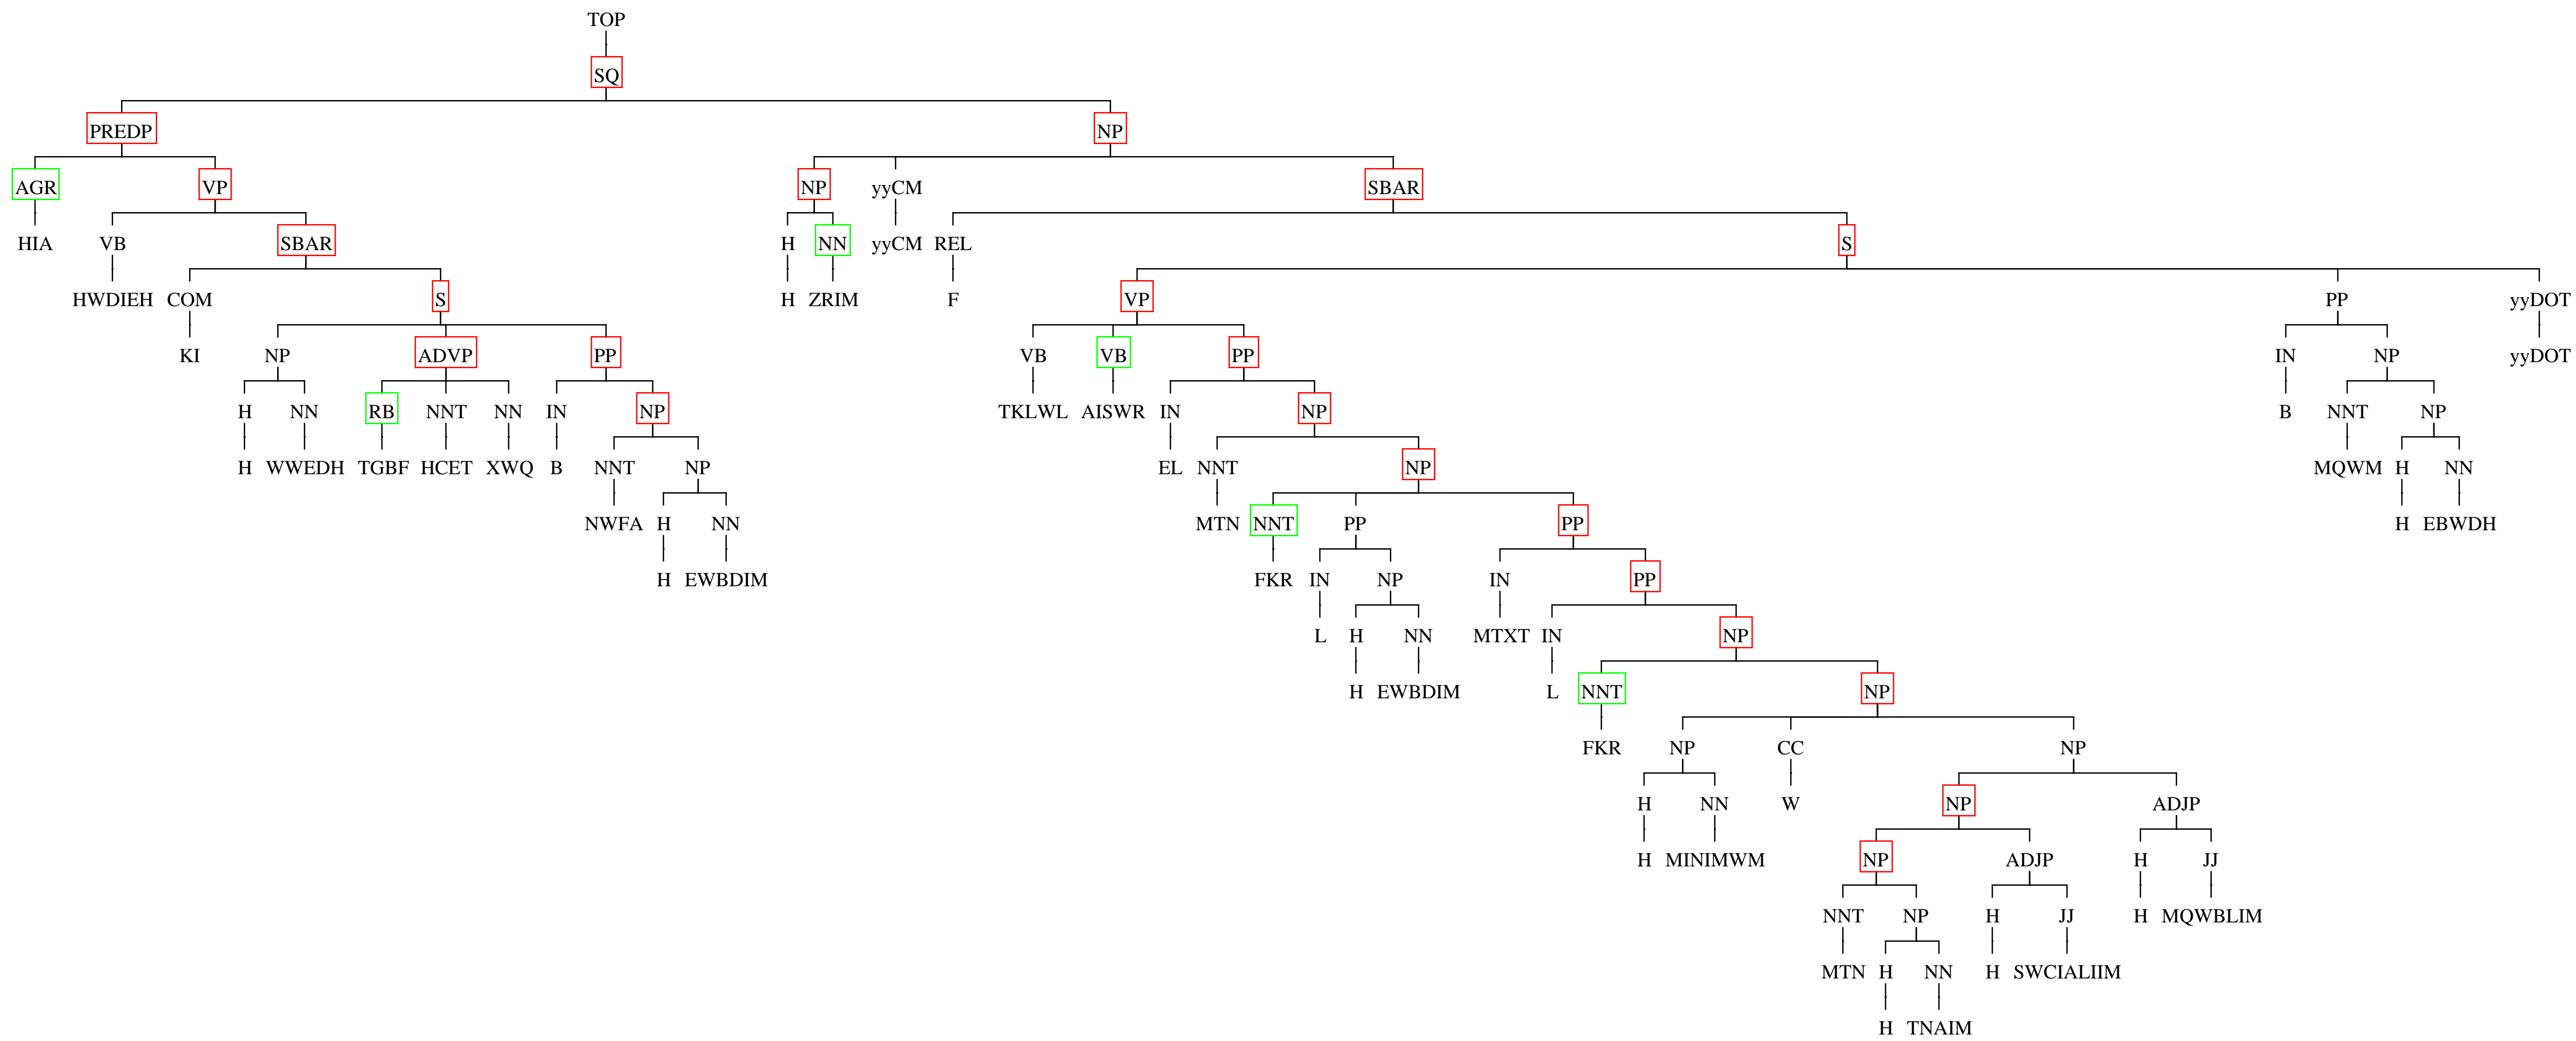 TOP
SQ
PREDP NP
AGR VP NP yyCM SBAR
HIA VB SBAR H NN yyCM REL S
HWDIEH COM S H ZRIM F VP PP yyDOT
KI NP ADVP PP VB VB PP IN NP yyDOT
H NN RB NNT NN IN NP TKLWL AISWR IN NP B NNT NP
H WWEDH TGBF HCET XWQ B NNT NP EL NNT NP MQWM H NN
NWFA H NN MTN NNT PP PP H EBWDH
H EWBDIM FKR IN NP IN PP
L H NN MTXT IN NP
H EWBDIM L NNT NP
FKR NP CC NP
H NN W NP ADJP
H MINIMWM NP ADJP H JJ
NNT NP H JJ H MQWBLIM
MTN H NN H SWCIALIIM
H TNAIM